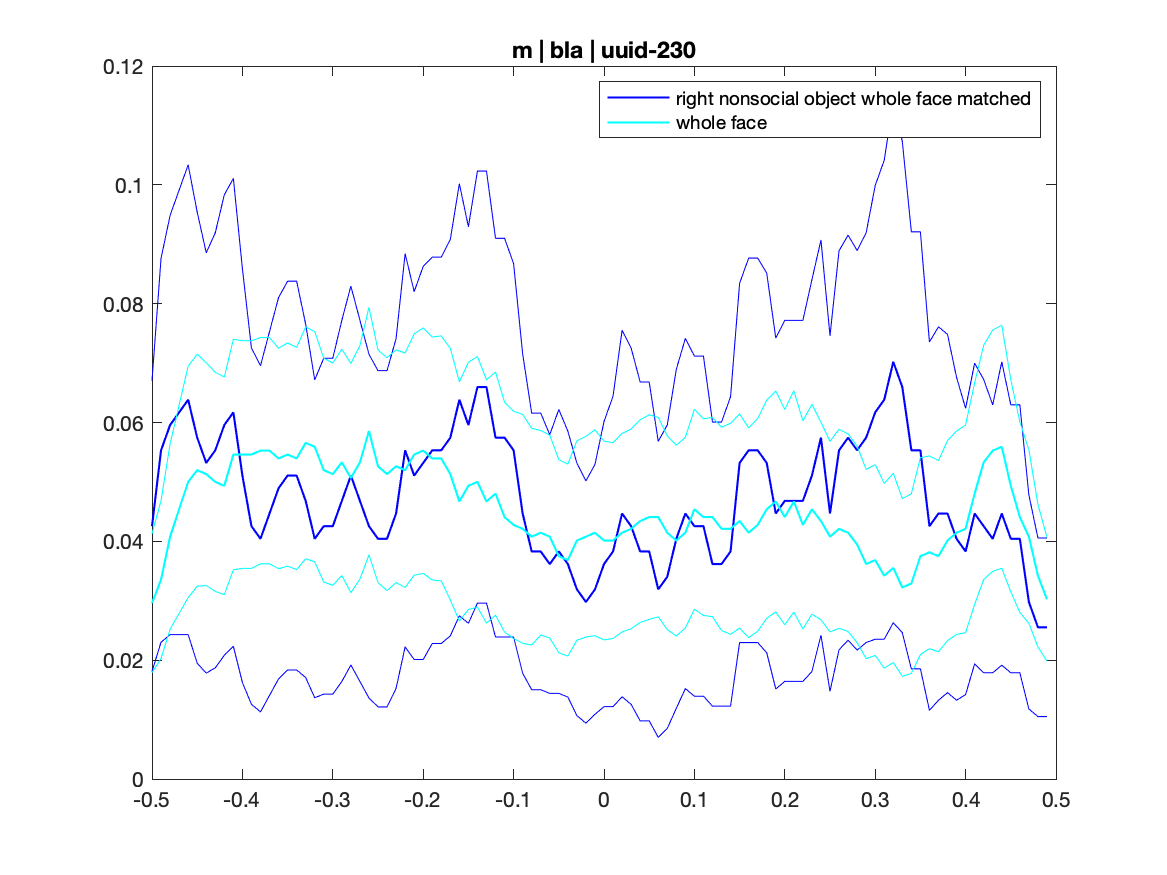 m | bla | uuid-230
right nonsocial object whole face matched
whole face
0.12
0.1
0.08
0.06
0.04
0.02
0
-0.5 -0.4 -0.3 -0.2 -0.1 0 0.1 0.2 0.3 0.4 0.5